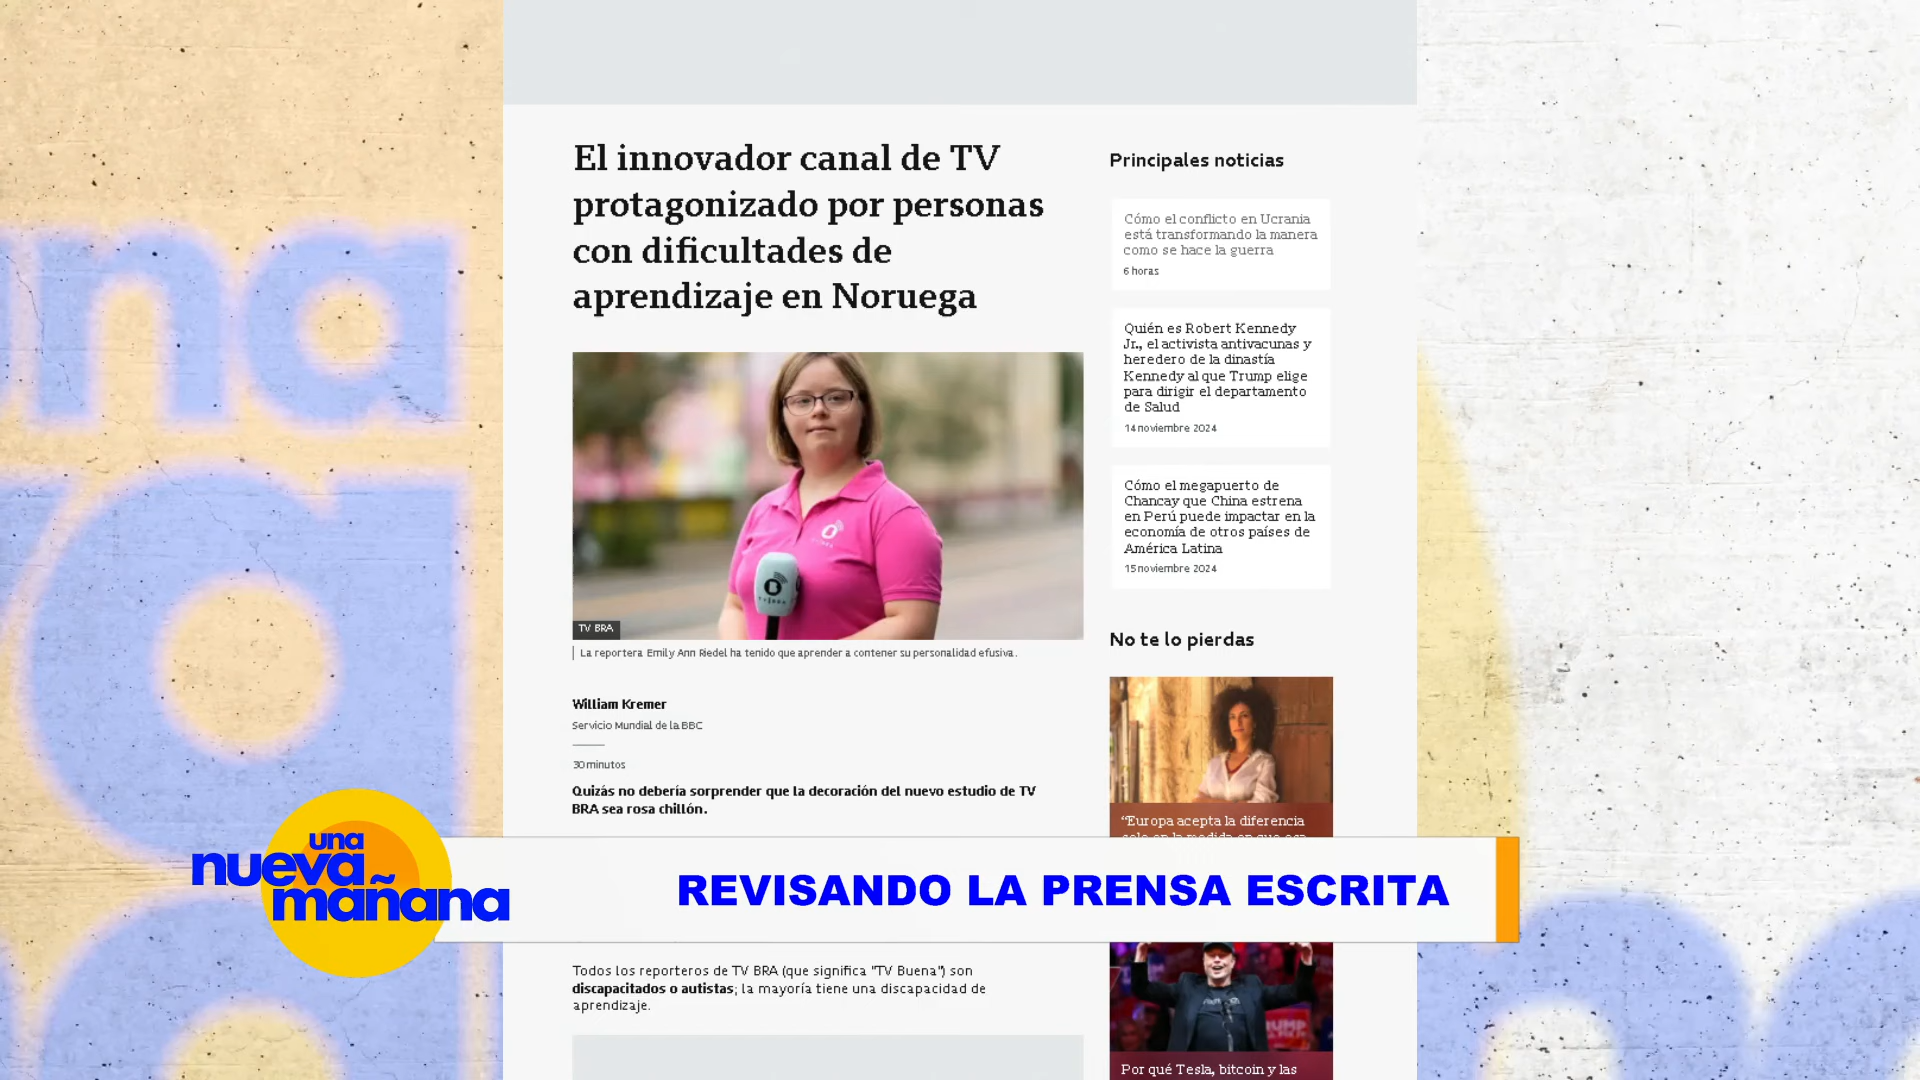 El innovador canal de TV
protagonizado por personas
con dificultades de
aprendizaje en Noruega
TV BRA
La reportera Emily Ann Riedel ha tenido que aprender a contener su personalidad efusiva.
William Kremer
Servicio Mundial de la BBC
30 minutos
Quizás no debería sorprender que la decoración del nuevo estudio de TV
BRA sea rosa chillón.
Todos los reporteros de TV BRA (que significa "TV Buena") son
discapacitados o autistas; la mayoría tiene una discapacidad de
aprendizaje.
Principales noticias
Cómo el conflicto en Ucrania
está transformando la manera
como se hace la guerra
6 horas
Quién es Robert Kennedy
Jr., el activista antivacunas y
heredero de la dinastía
Kennedy al que Trump elige
para dirigir el departamento
de Salud
14 noviembre 2024
Cómo el megapuerto de
Chancay que China estrena
en Perú puede impactar en la
economía de otros países de
América Latina
15 noviembre 2024
No te lo pierdas
“Europa acepta la diferencia
Por qué Tesla, bitcoin y las
una
nueva
mañana
REVISANDO LA PRENSA ESCRITA
una